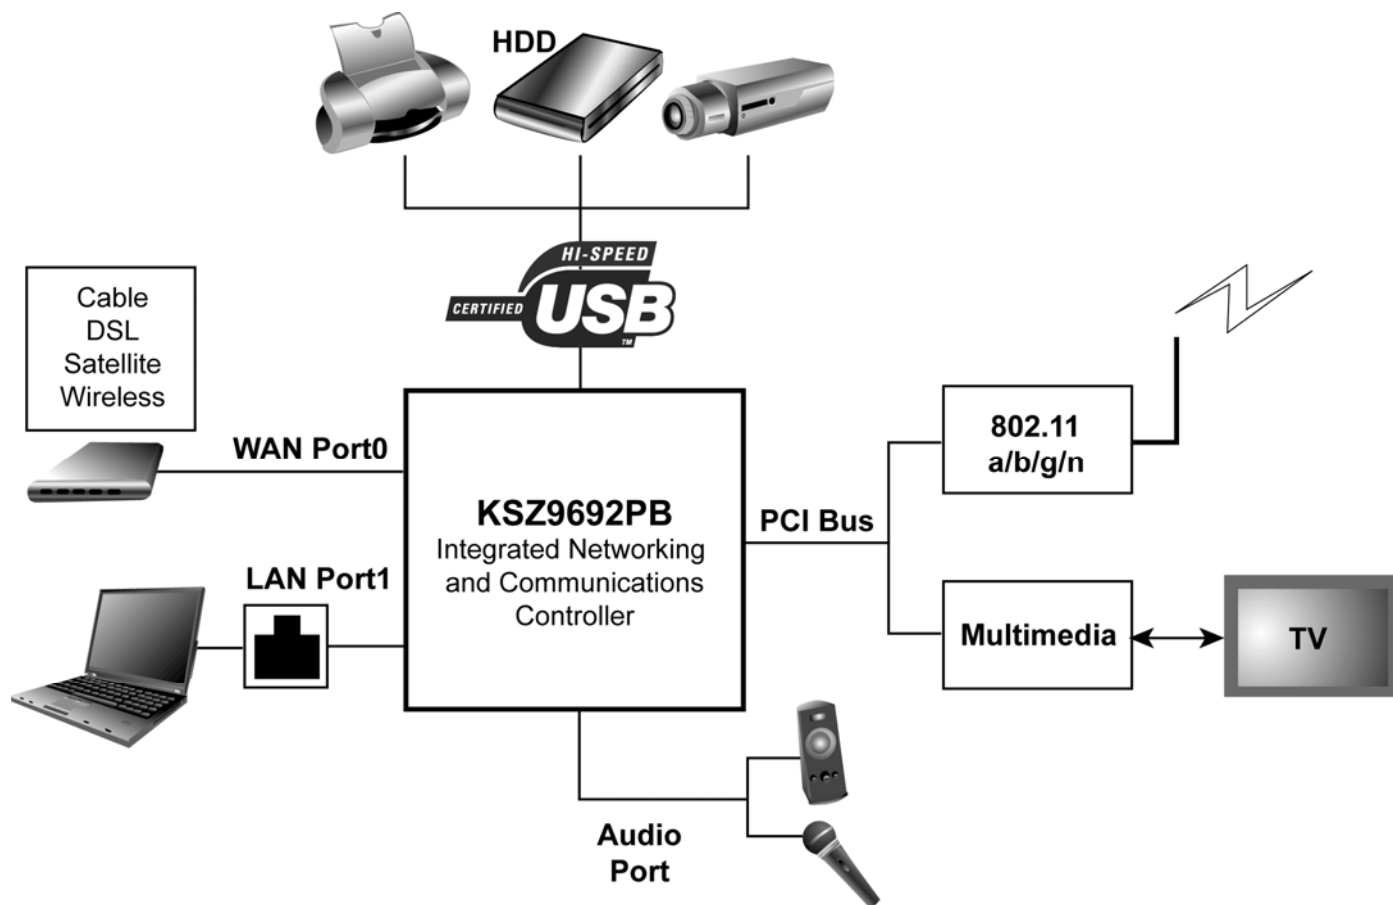 HDD
HI-SPEED
CERTIFIED
USB
TM
Cable
DSL
Satellite
Wireless
WAN Port0
LAN Port1
KSZ9692PB
Integrated Networking
and Communications
Controller
PCI Bus
802.11
a/b/g/n
Multimedia
TV
Audio
Port